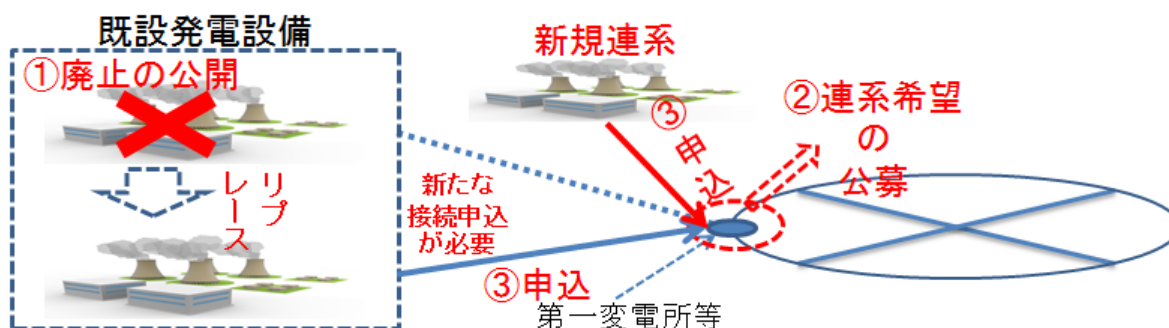 既設発電設備
①廃止の公開
リプ
レース
新たな
接続申込
が必要
③申込
新規連系
③
申込
②連系希望
の
公募
第一変電所等